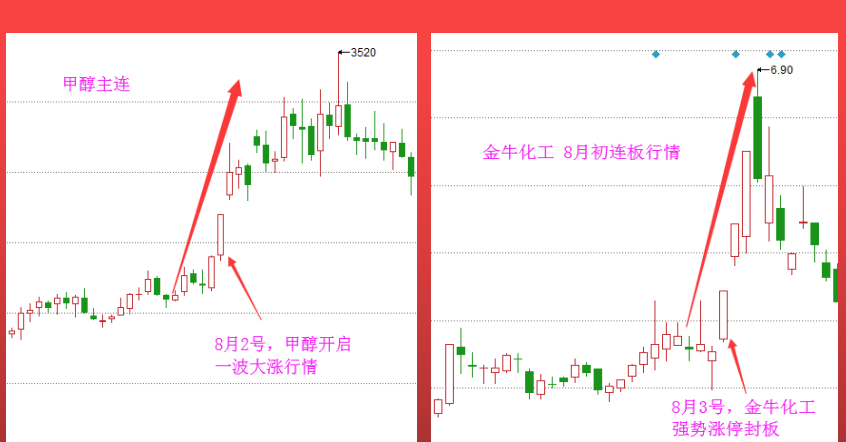 甲醇主连
3520
8月2号，甲醇开启
一波大涨行情
6.90
金牛化工 8月初连板行情
8月3号，金牛化工
强势涨停封板